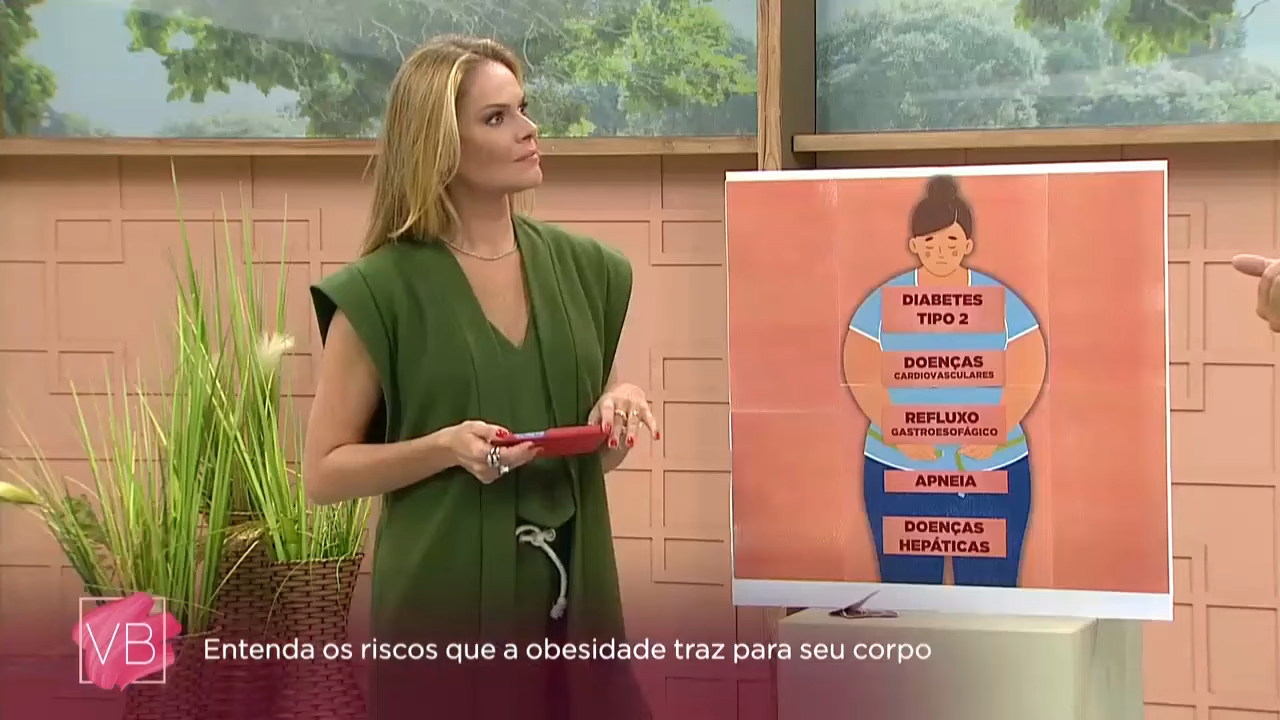 DIABETES
TIPO 2
DOENÇAS
CARDIOVASCULARES
REFLUXO
GASTROESOFÁGICO
APNEIA
DOENÇAS
HEPÁTICAS
VB
Entenda os riscos que a obesidade traz para seu corpo